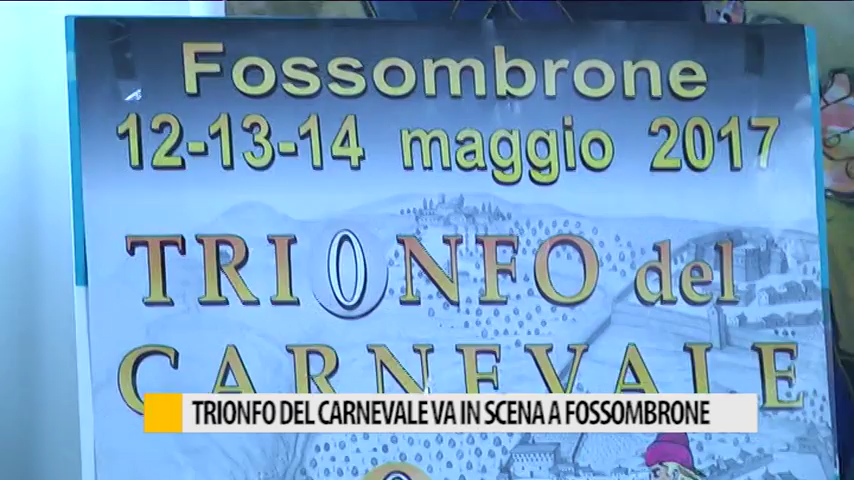 Fossombrone
12-13-14 maggio 2017
TRIONFO del
CARNEVALE
TRIONFO DEL CARNEVALE VA IN SCENA A FOSSOMBRONE